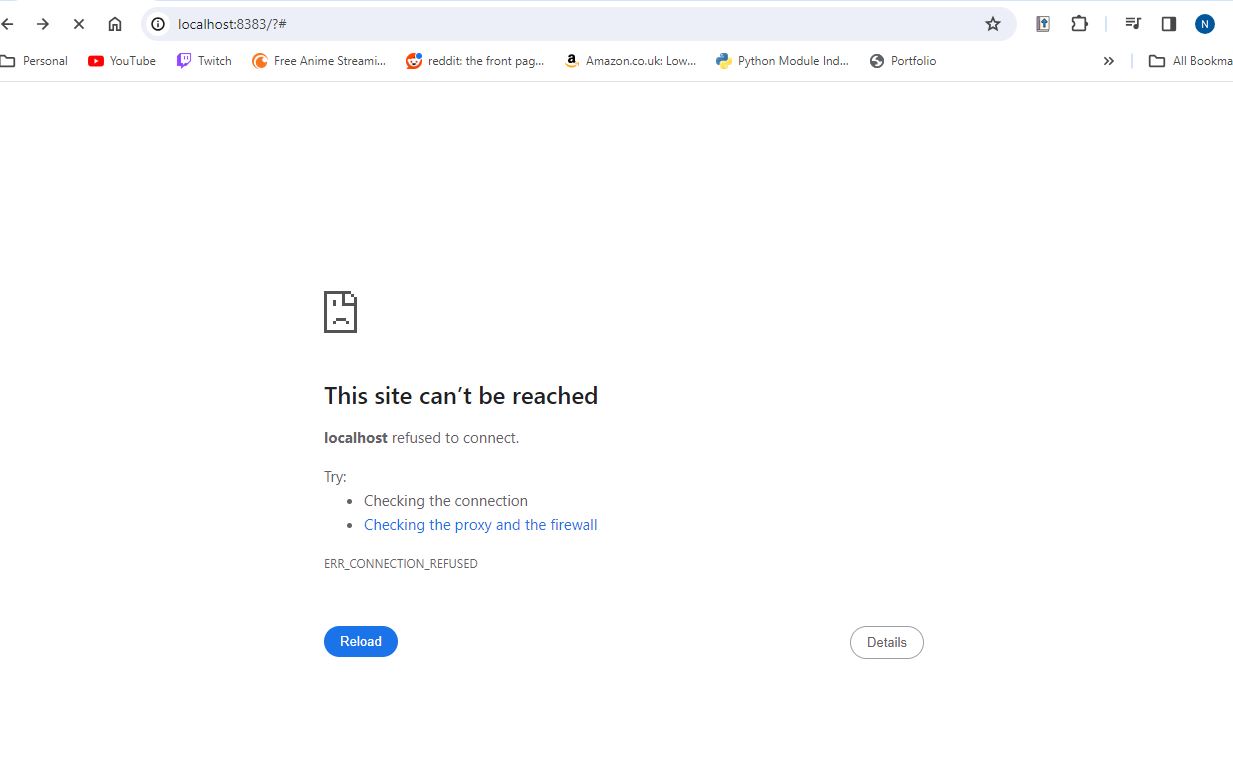 localhost:8383/?#
N
Personal YouTube Twitch Free Anime Streami... reddit: the front pag... Amazon.co.uk: Low... Python Module Ind... Portfolio » All Bookma
This site can’t be reached
localhost refused to connect.
Try:
• Checking the connection
• Checking the proxy and the firewall
ERR_CONNECTION_REFUSED
Reload Details